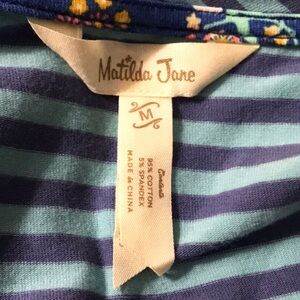 Matilda Jane
M
Contents
95% COTTON
5% SPANDEX
MADE IN CHINA